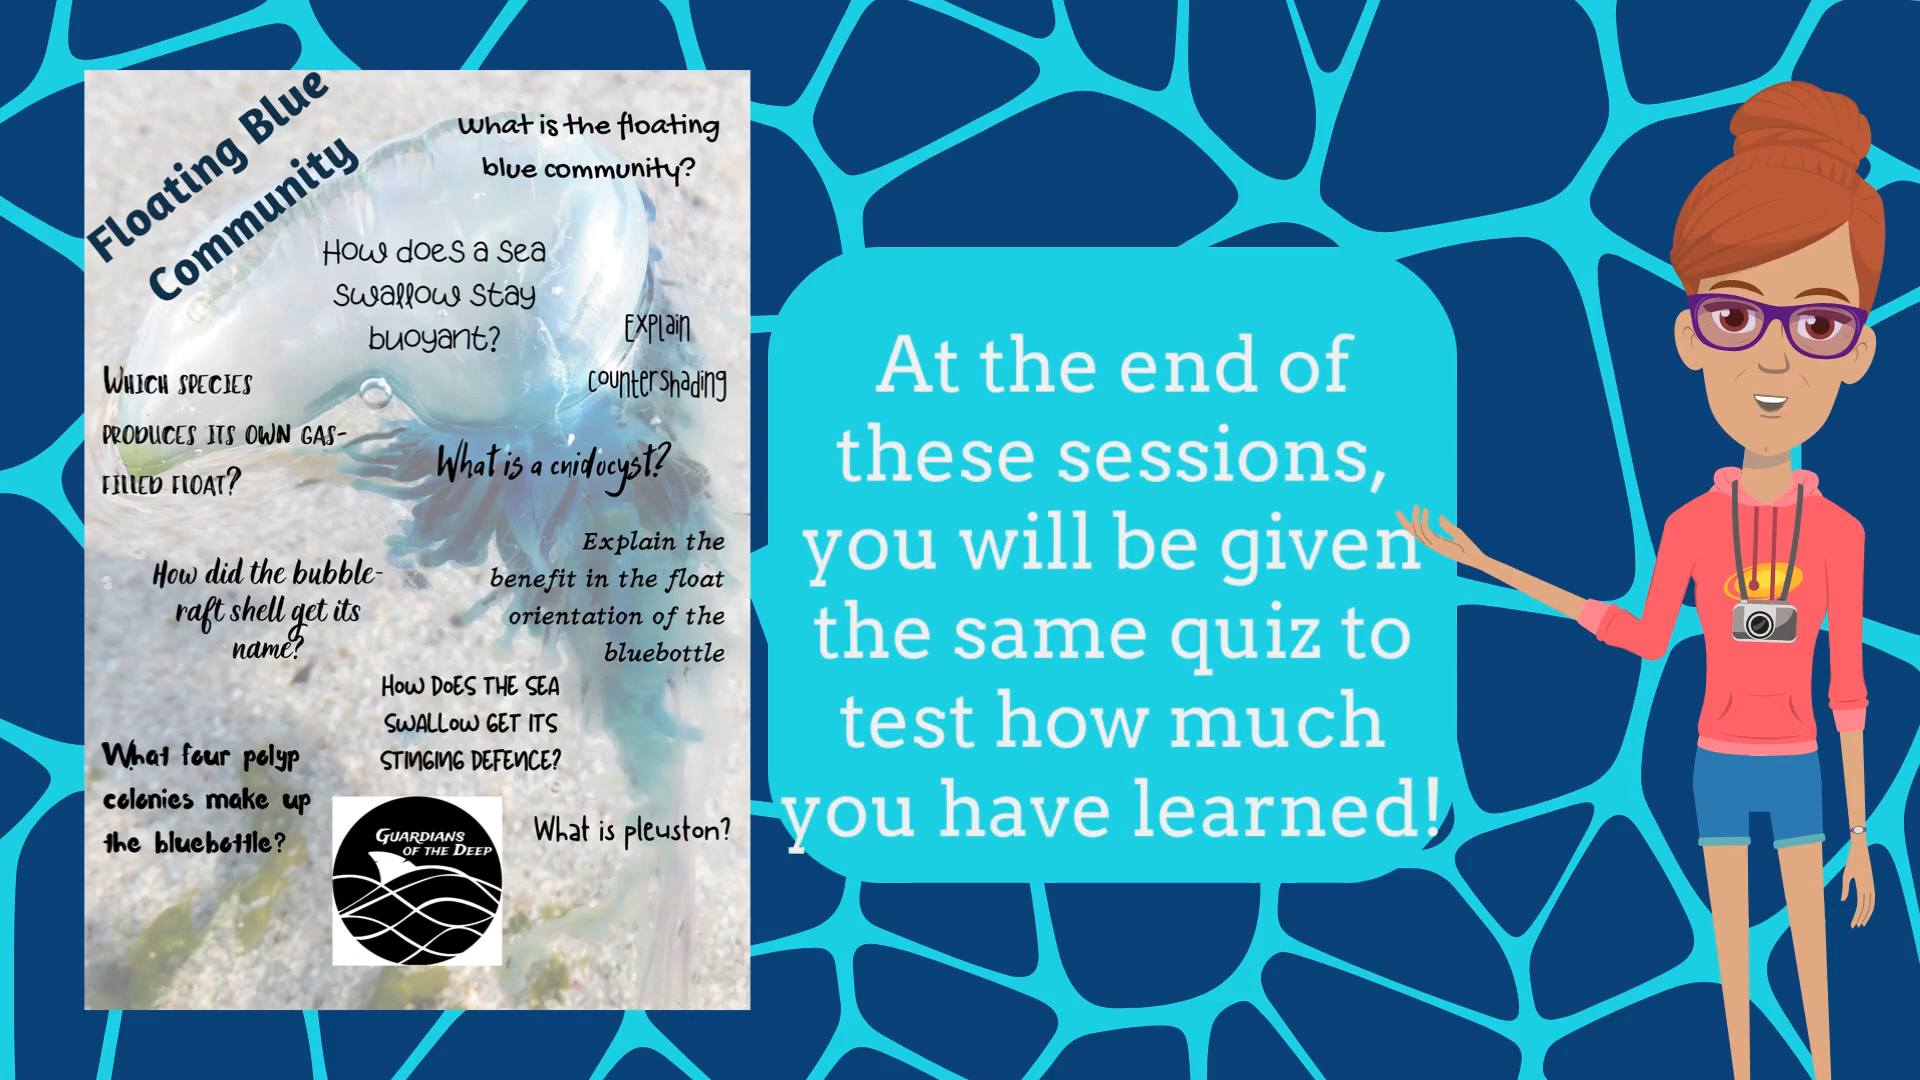 Floating Blue
Community
What is the floating
blue community?
How does a sea
swallow stay
buoyant?
Explain
countershading
Which species
produces its own gas-
filled float?
What is a cnidocyst?
Explain the
benefit in the float
orientation of the
bluebottle
How did the bubble-
raft shell get its
name?
How does the sea
swallow get its
stinging defence?
What four polyp
colonies make up
the bluebottle?
Guardians
of the Deep
What is pleuston?
At the end of
these sessions,
you will be given
the same quiz to
test how much
you have learned!